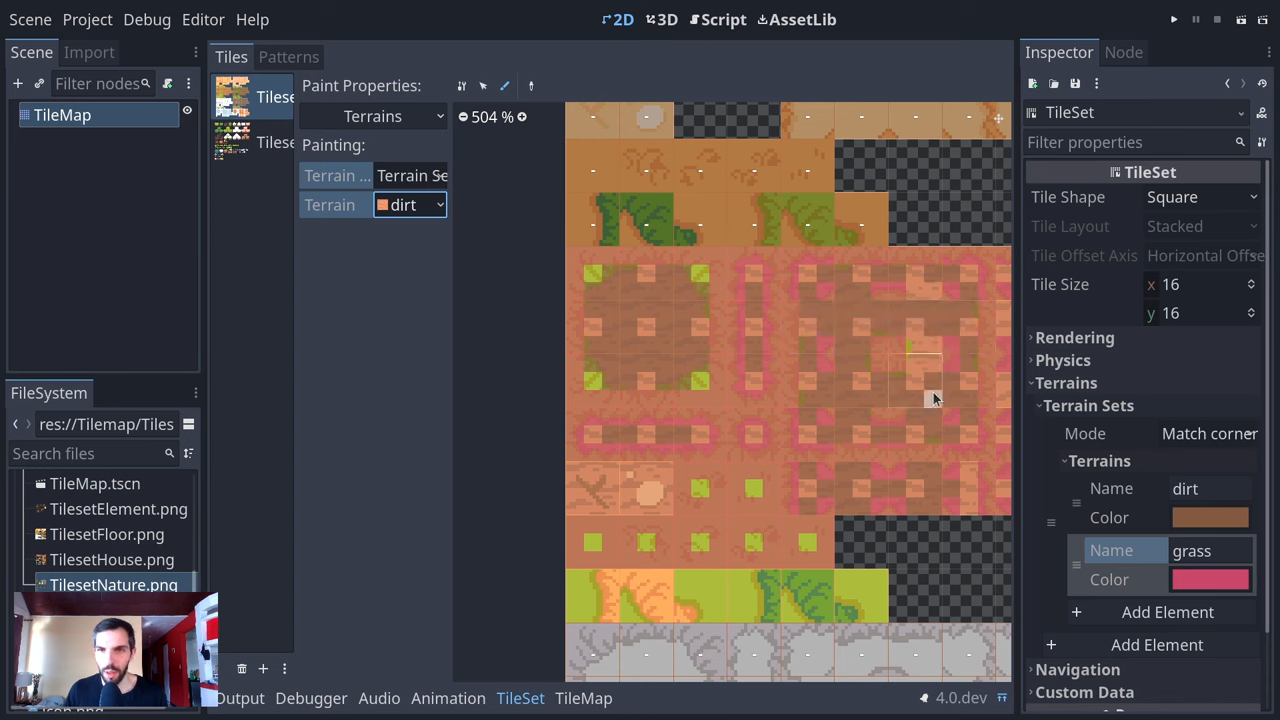 Scene Project Debug Editor Help
2D 3D Script AssetLib
Scene Import
Filter nodes
TileMap
FileSystem
res://Tilemap/Tiles
Search files
TileMap.tscn
TilesetElement.png
TilesetFloor.png
TilesetHouse.png
TilesetNature.png
Tiles Patterns
Tilese
Tilese
Paint Properties:
Terrains
Painting:
Terrain ... Terrain Se
Terrain dirt
504 %
Output Debugger Audio Animation TileSet TileMap 4.0.dev
Inspector Node
TileSet
Filter properties
TileSet
Tile Shape Square
Tile Layout Stacked
Tile Offset Axis Horizontal Offse
Tile Size x 16
y 16
Rendering
Physics
Terrains
Terrain Sets
Mode Match corner
Terrains
Name dirt
Color
Name grass
Color
+ Add Element
+ Add Element
Navigation
Custom Data